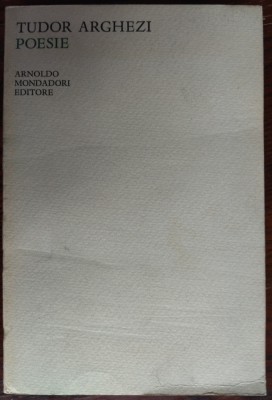 TUDOR ARGHEZI
POESIE
ARNOLDO
MONDADORI
EDITORE